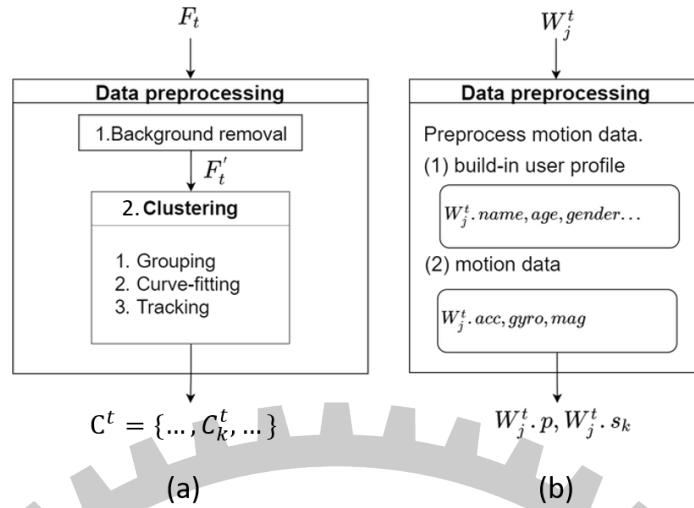 F_t
Data preprocessing
1.Background removal
F_t^'
2. Clustering
1. Grouping
2. Curve-fitting
3. Tracking
C^t = {…, C_k^t, …}
(a)
W_j^t
Data preprocessing
Preprocess motion data.
(1) build-in user profile
W_j^t. name, age, gender...
(2) motion data
W_j^t. acc, gyro, mag
W_j^t. p, W_j^t. s_k
(b)